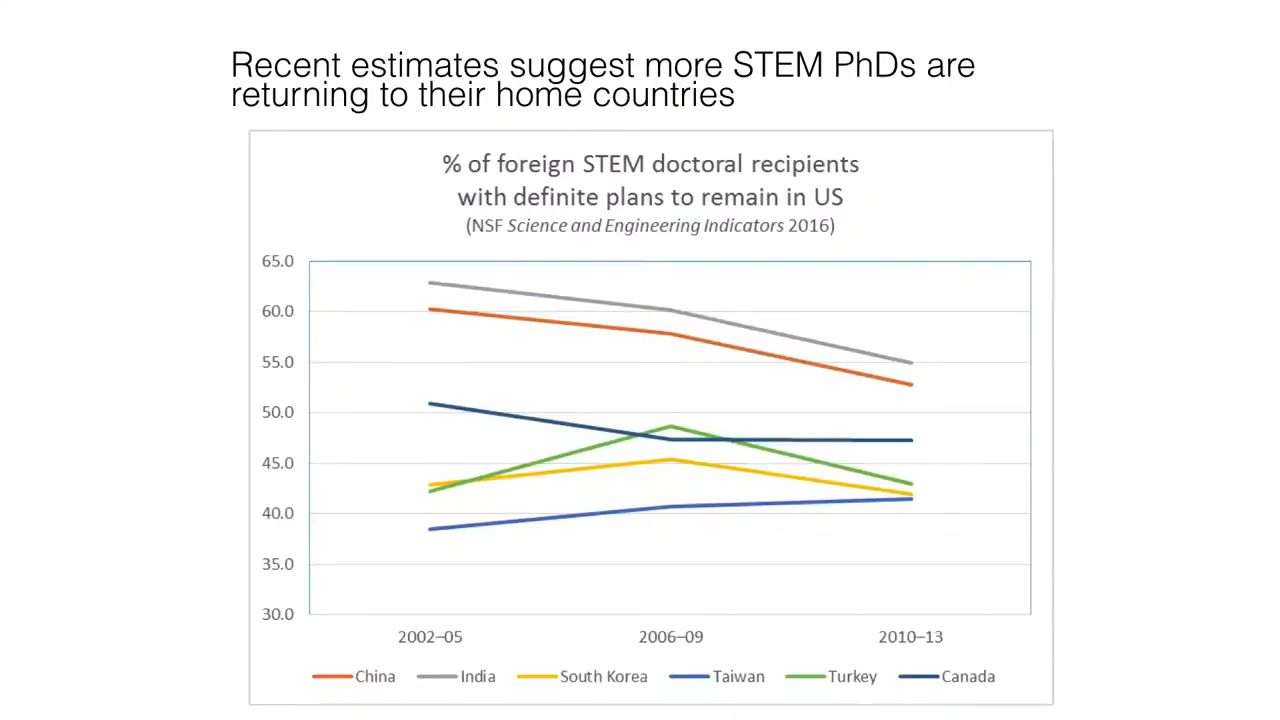 Recent estimates suggest more STEM PhDs are
returning to their home countries
% of foreign STEM doctoral recipients
with definite plans to remain in US
(NSF Science and Engineering Indicators 2016)
65.0
60.0
55.0
50.0
45.0
40.0
35.0
30.0
2002–05 2006–09 2010–13
China India South Korea Taiwan Turkey Canada